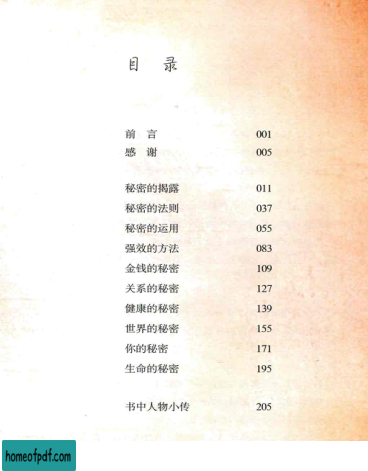 目 录
前 言 001
感 谢 005
秘密的揭露 011
秘密的法则 037
秘密的运用 055
强效的方法 083
金钱的秘密 109
关系的秘密 127
健康的秘密 139
世界的秘密 155
你的秘密 171
生命的秘密 195
书中人物小传 205
homeofpdf.com